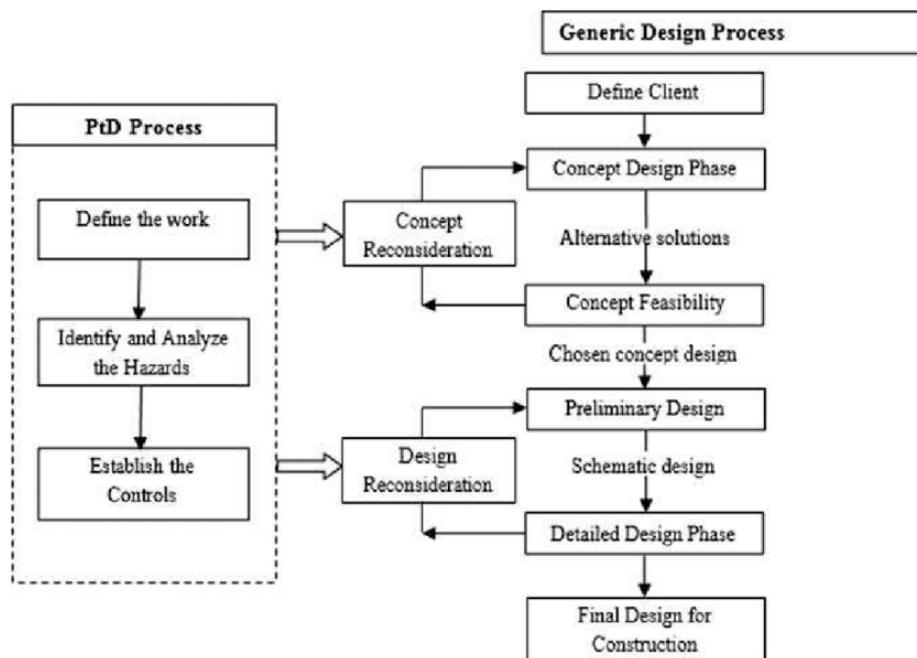 Generic Design Process
Define Client
PtD Process
Concept Design Phase
Define the work
Concept
Reconsideration
Alternative solutions
Concept Feasibility
Identify and Analyze
the Hazards
Chosen concept design
Preliminary Design
Establish the
Controls
Design
Reconsideration
Schematic design
Detailed Design Phase
Final Design for
Construction